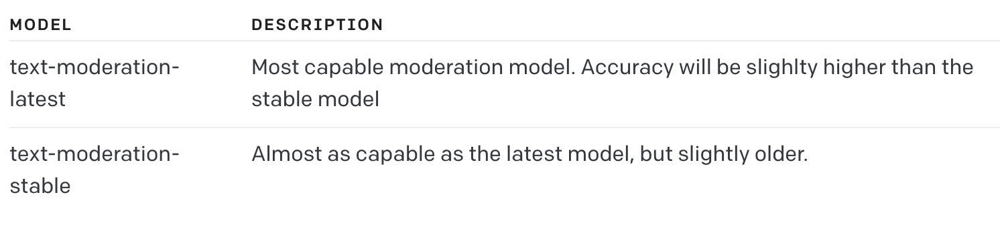 MODEL DESCRIPTION
text-moderation- Most capable moderation model. Accuracy will be slighlty higher than the
latest stable model
text-moderation- Almost as capable as the latest model, but slightly older.
stable